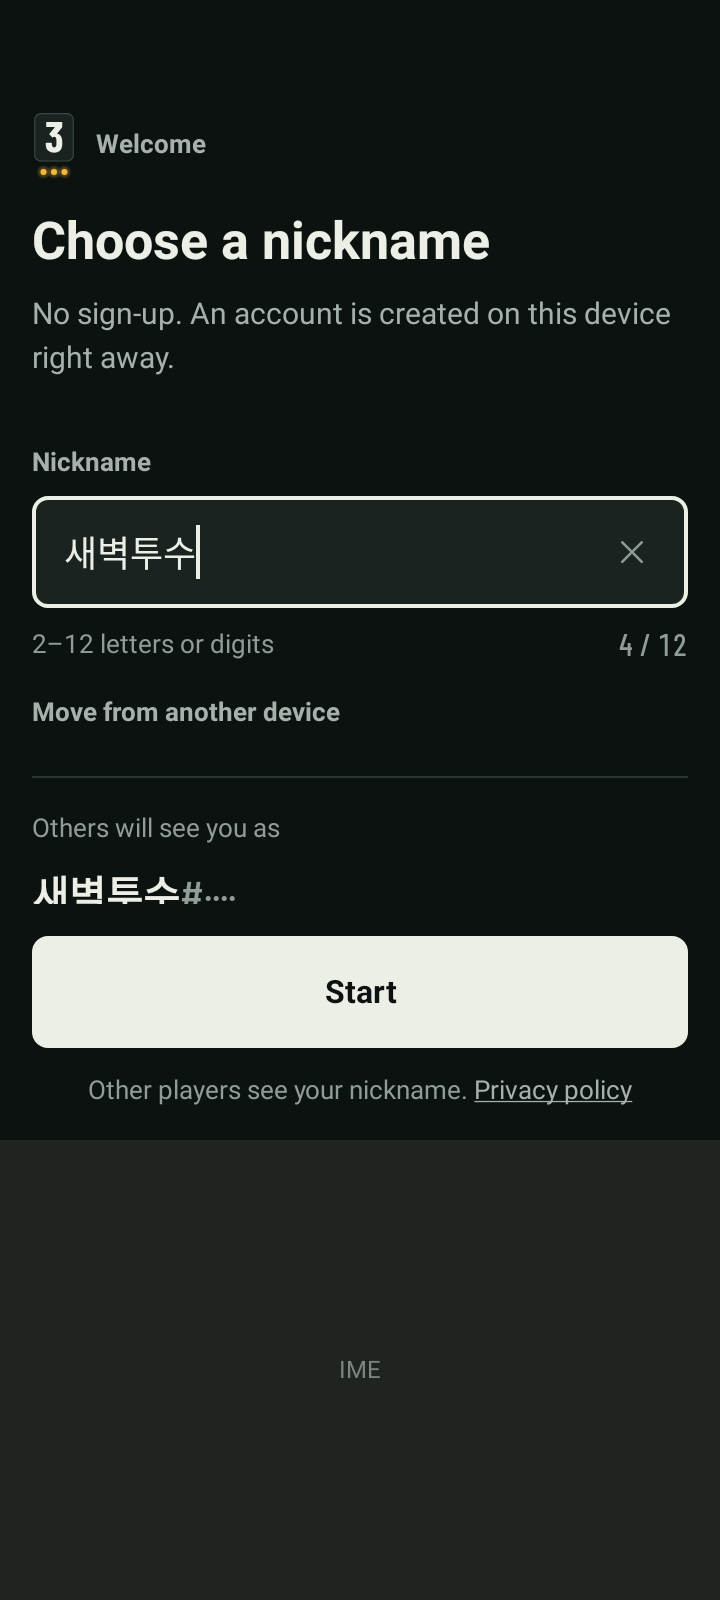 3
Welcome
Choose a nickname
No sign-up. An account is created on this device
right away.
Nickname
새벽투수
2–12 letters or digits
4 / 12
Move from another device
Others will see you as
새벽투수#····
Start
Other players see your nickname. Privacy policy
IME